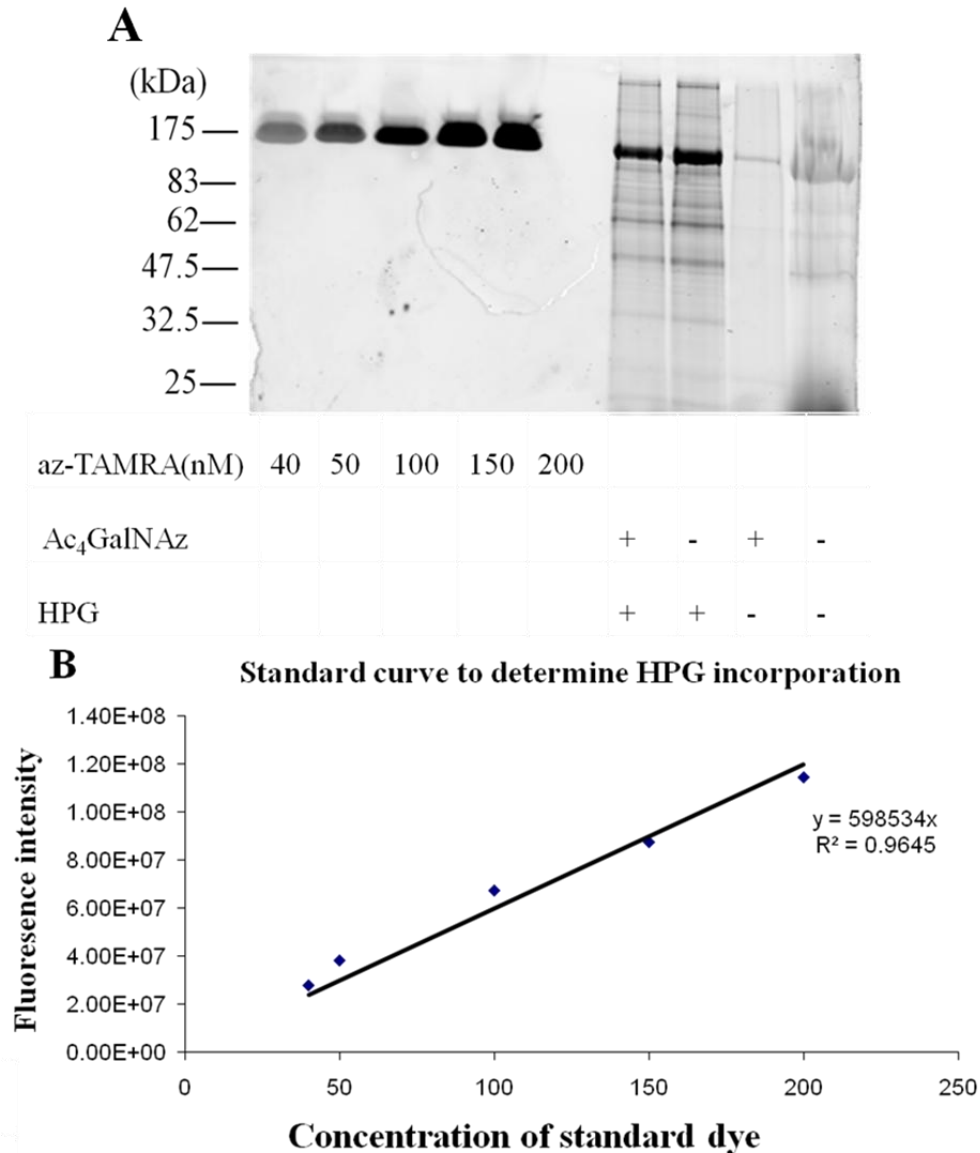 A
(kDa)
175
83
62
47.5
32.5
25
az-TAMRA(nM) 40 50 100 150 200
Ac₄GalNAz + - + -
HPG + + - -
B
Standard curve to determine HPG incorporation
1.40E+08
1.20E+08
1.00E+08
8.00E+07
6.00E+07
4.00E+07
2.00E+07
0.00E+00
Fluoresence intensity
y = 598534x
R² = 0.9645
0 50 100 150 200 250
Concentration of standard dye